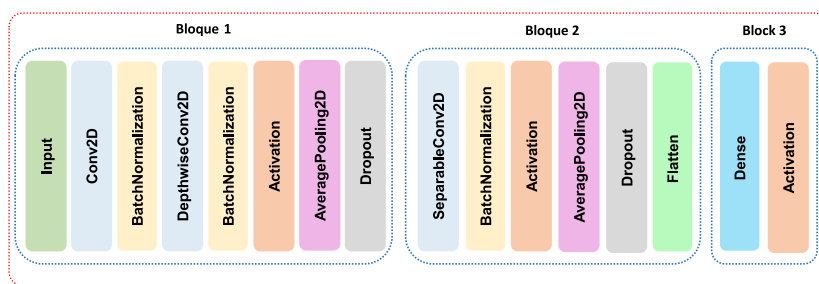 Bloque 1
Bloque 2
Block 3
Input
Conv2D
BatchNormalization
DepthwiseConv2D
BatchNormalization
Activation
AveragePooling2D
Dropout
SeparableConv2D
BatchNormalization
Activation
AveragePooling2D
Dropout
Flatten
Dense
Activation